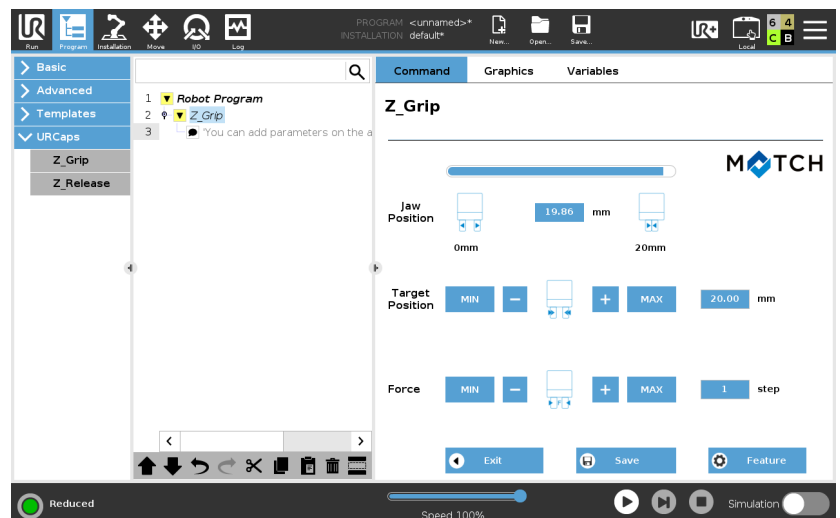 PROGRAM <unnamed>*
INSTALLATION default*
UR
Run
Program
Installation
Move
I/O
Log
New...
Open...
Save...
UR+
Local
6 4
C B
Basic
Advanced
Templates
URCaps
Z_Grip
Z_Release
1 Robot Program
2 Z_Grip
3 'You can add parameters on the a
Command Graphics Variables
Z_Grip
MATCH
Jaw
Position
19.86 mm
0mm
20mm
Target
Position
MIN − + MAX 20.00 mm
Force MIN − + MAX 1 step
Exit Save Feature
Reduced
Speed 100%
Simulation